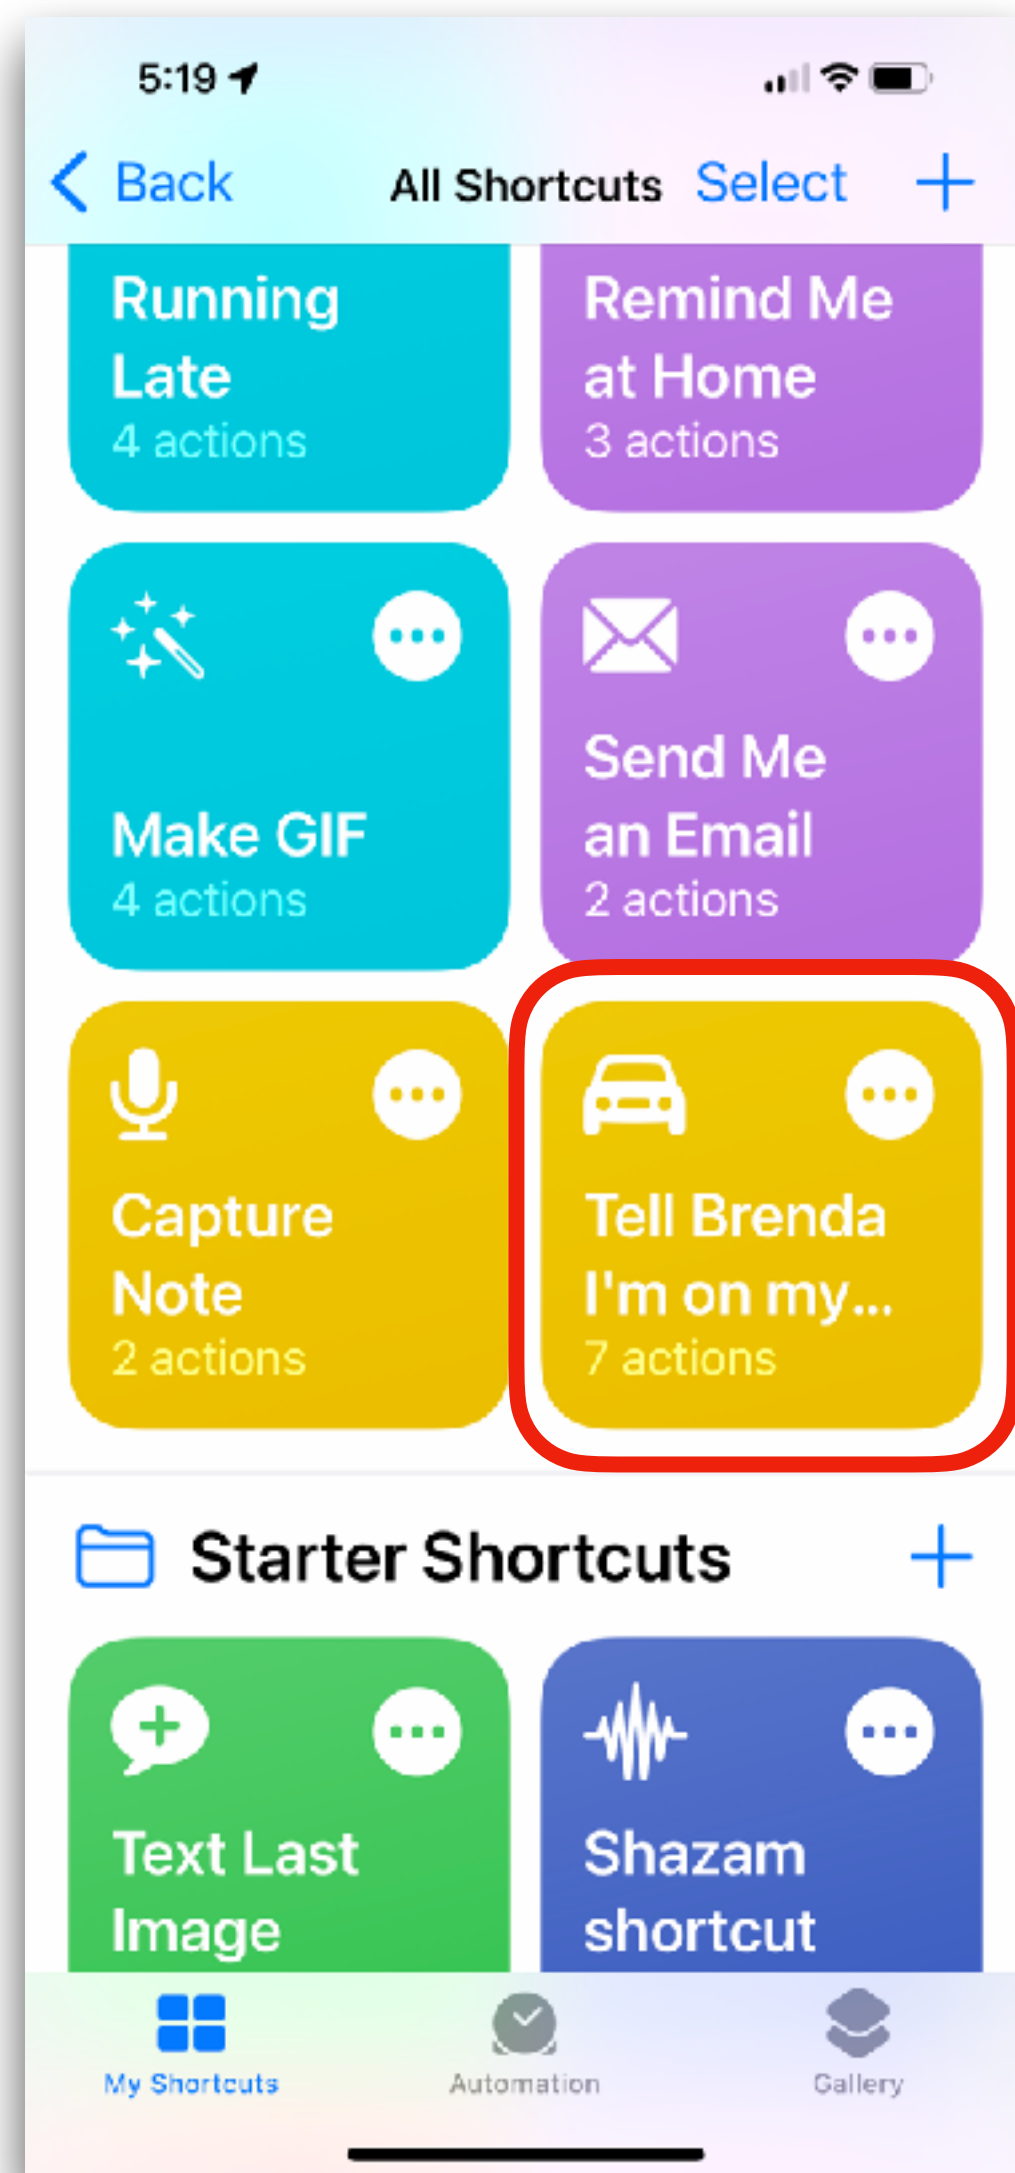 5:19
Back All Shortcuts Select
Running
Late
4 actions
Remind Me
at Home
3 actions
Make GIF
4 actions
Send Me
an Email
2 actions
Capture
Note
2 actions
Tell Brenda
I'm on my...
7 actions
Starter Shortcuts
Text Last
Image
Shazam
shortcut
My Shortcuts Automation Gallery